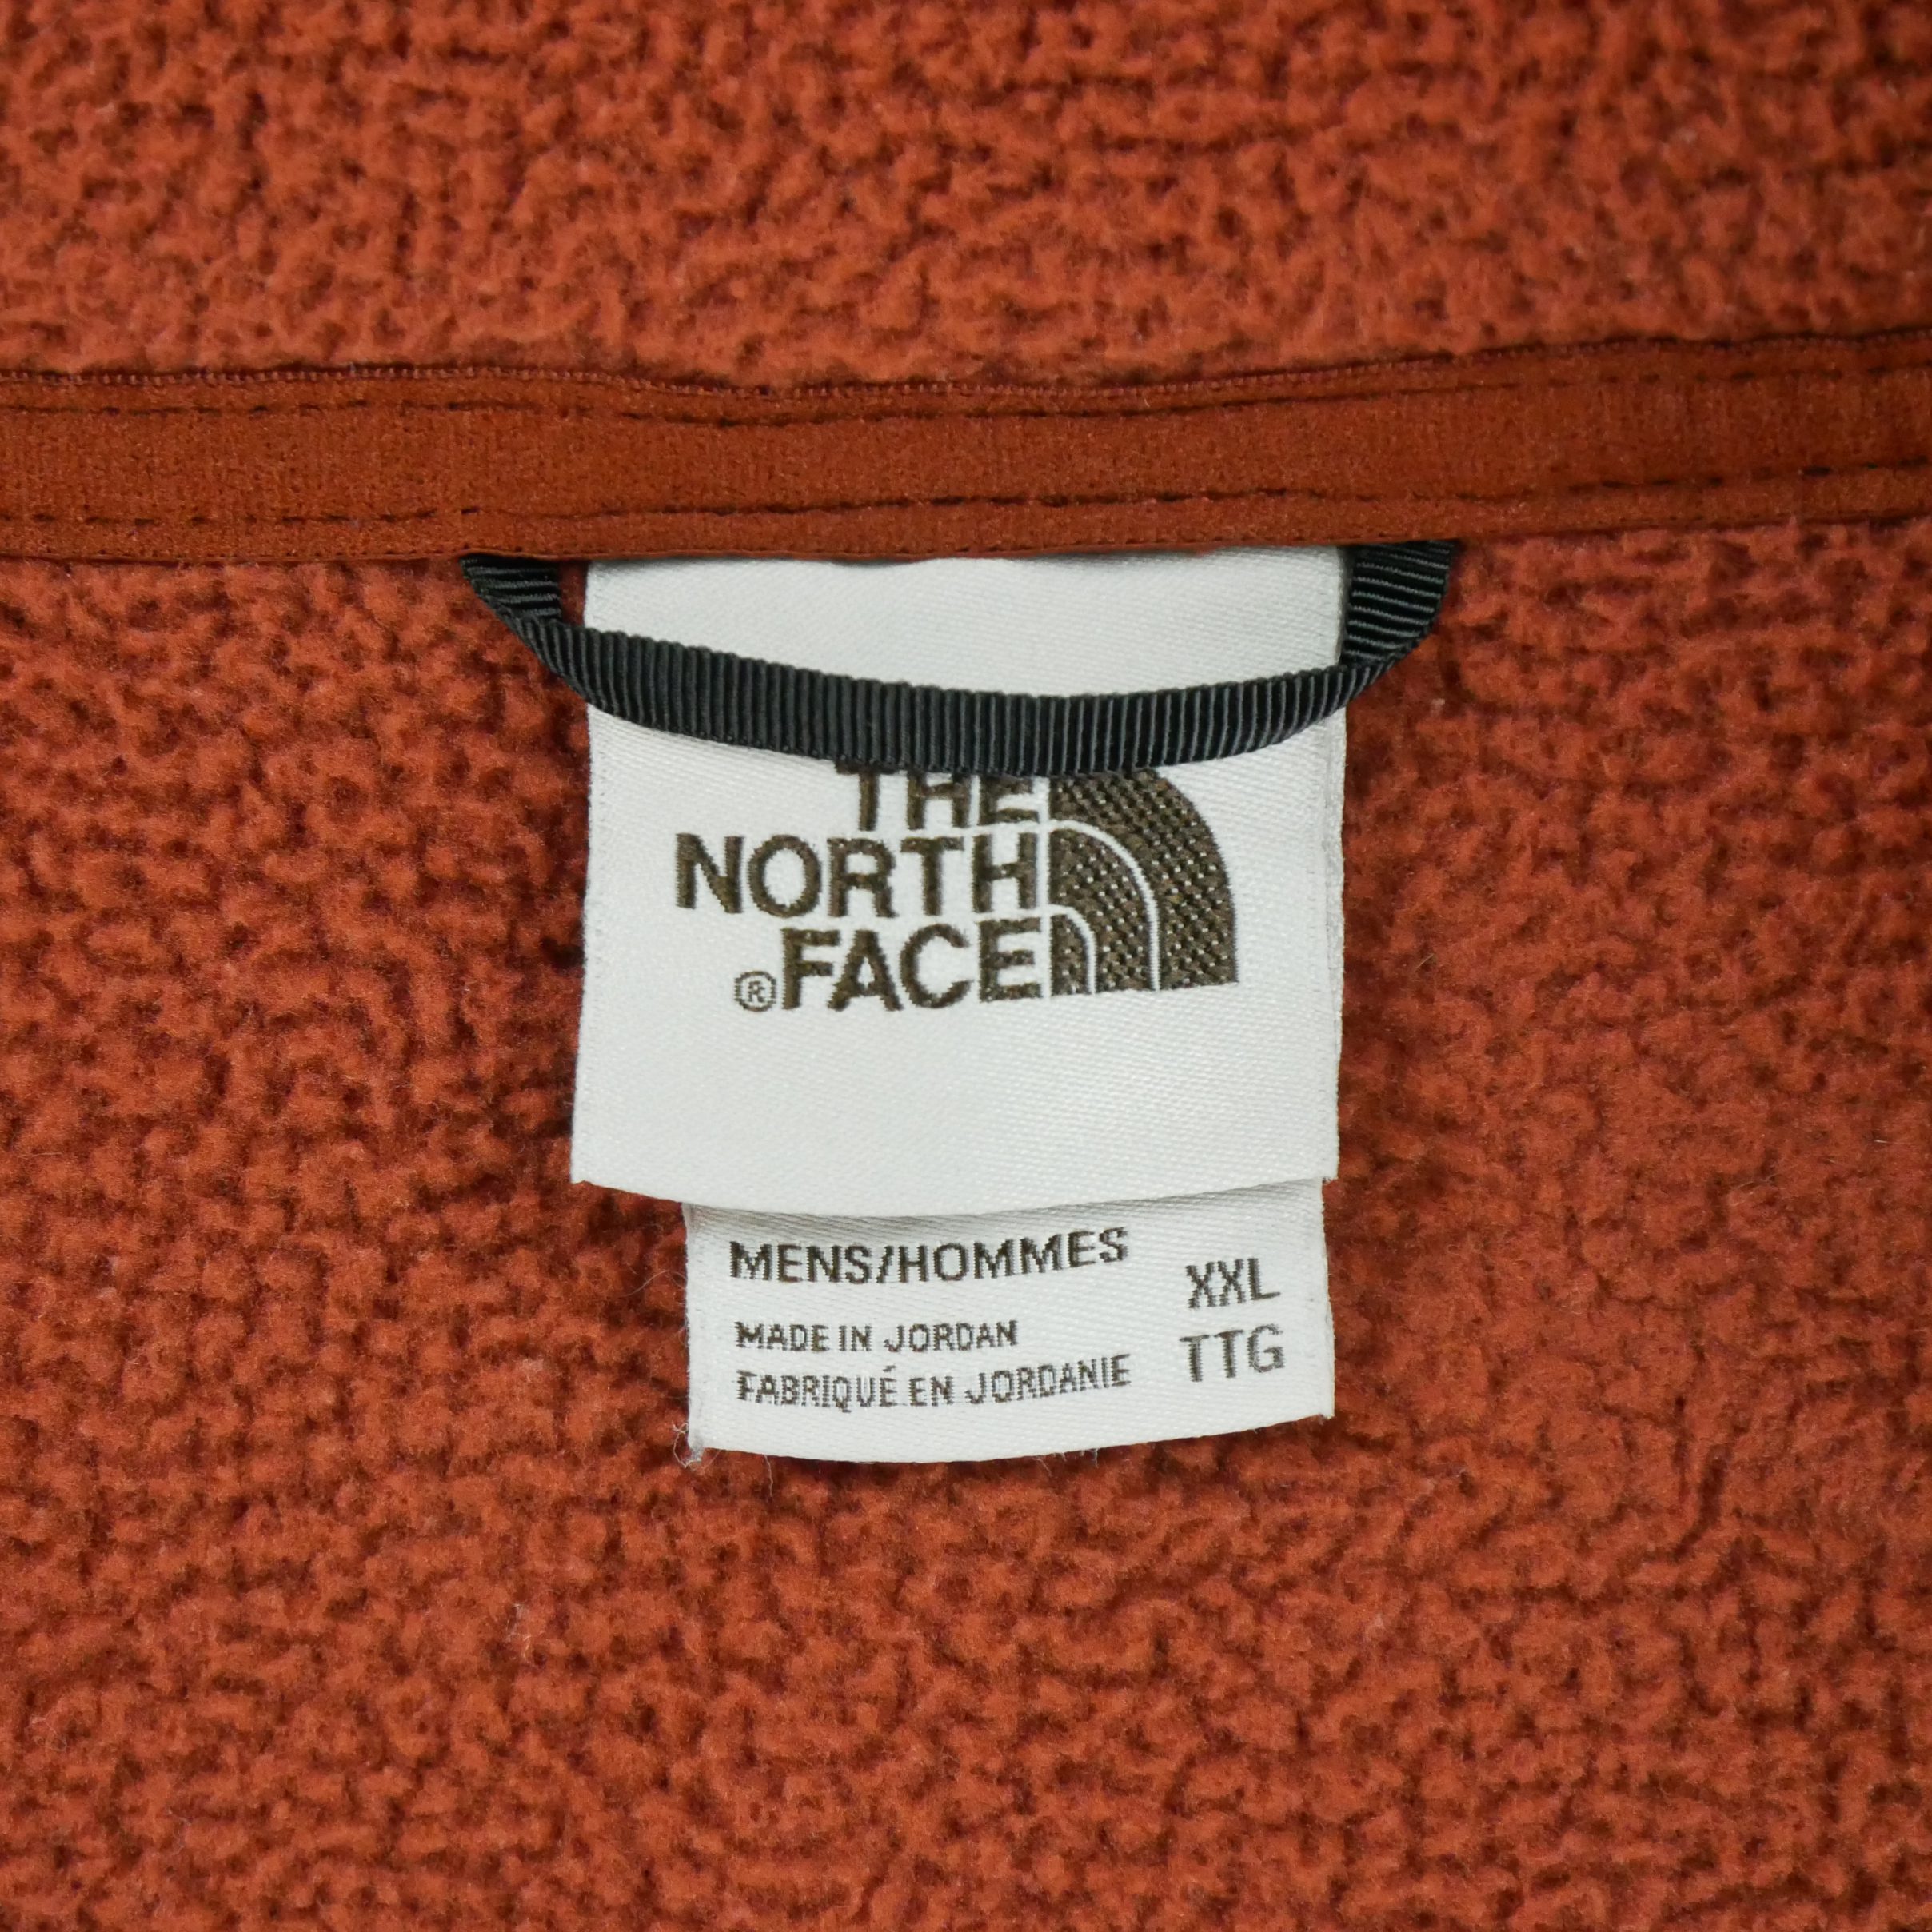 THE
NORTH
®FACE
MENS/HOMMES
XXL
MADE IN JORDAN
TTG
FABRIQUÉ EN JORDANIE